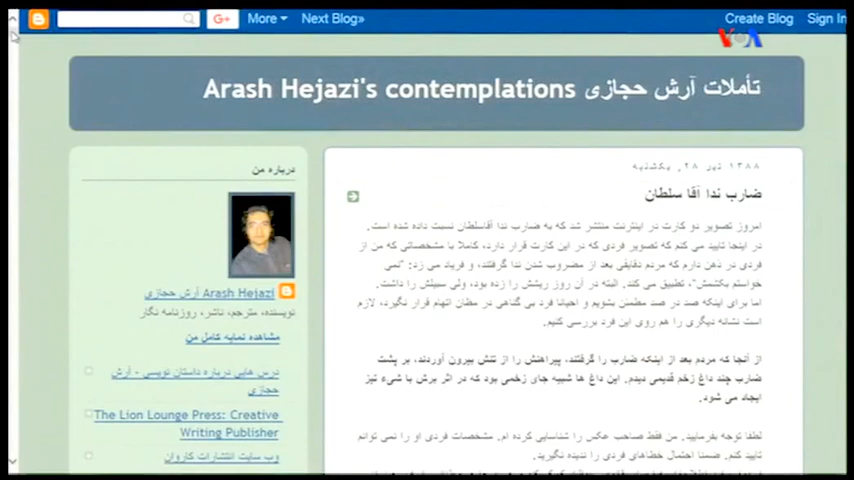 G+
More
Next Blog»
Create Blog
Sign In
VOA
تأملات آرش حجازی Arash Hejazi's contemplations
درباره من
Arash Hejazi آرش حجازی
نویسنده، مترجم، ناشر، روزنامه نگار
مشاهده نمایه کامل من
درس هایی درباره داستان نویسی - آرش
حجازی
The Lion Lounge Press: Creative
Writing Publisher
وب سایت انتشارات کاروان
۱۳۸۸ تیر ۲۸, یکشنبه
ضارب ندا آقا سلطان
امروز تصویر دو کارت در اینترنت منتشر شد که به ضارب ندا آقاسلطان نسبت داده شده است.
در اینجا تایید می کنم که تصویر فردی که در این کارت قرار دارد، کاملا با مشخصاتی که من از
فردی در ذهن دارم که مردم دقایقی بعد از مضروب شدن ندا گرفتند، و فریاد می زد: "نمی
خواستم بکشمش"، تطبیق می کند. البته در آن روز ریشش را زده بود، ولی سبیلش را داشت.
اما برای اینکه صد در صد مطمئن بشویم و احیانا فرد بی گناهی در مظان اتهام قرار نگیرد، لازم
است نشانه دیگری را هم روی این فرد بررسی کنیم.
از آنجا که مردم بعد از اینکه ضارب را گرفتند، پیراهنش را از تنش بیرون آوردند، بر پشت
ضارب چند داغ زخم قدیمی دیدم. این داغ ها شبیه جای زخمی بود که در اثر برش با شیء تیز
ایجاد می شود.
لطفا توجه بفرمایید. من فقط صاحب عکس را شناسایی کرده ام. مشخصات فردی او را نمی توانم
تایید کنم. ضمنا احتمال خطاهای فردی را نادیده نگیرید.